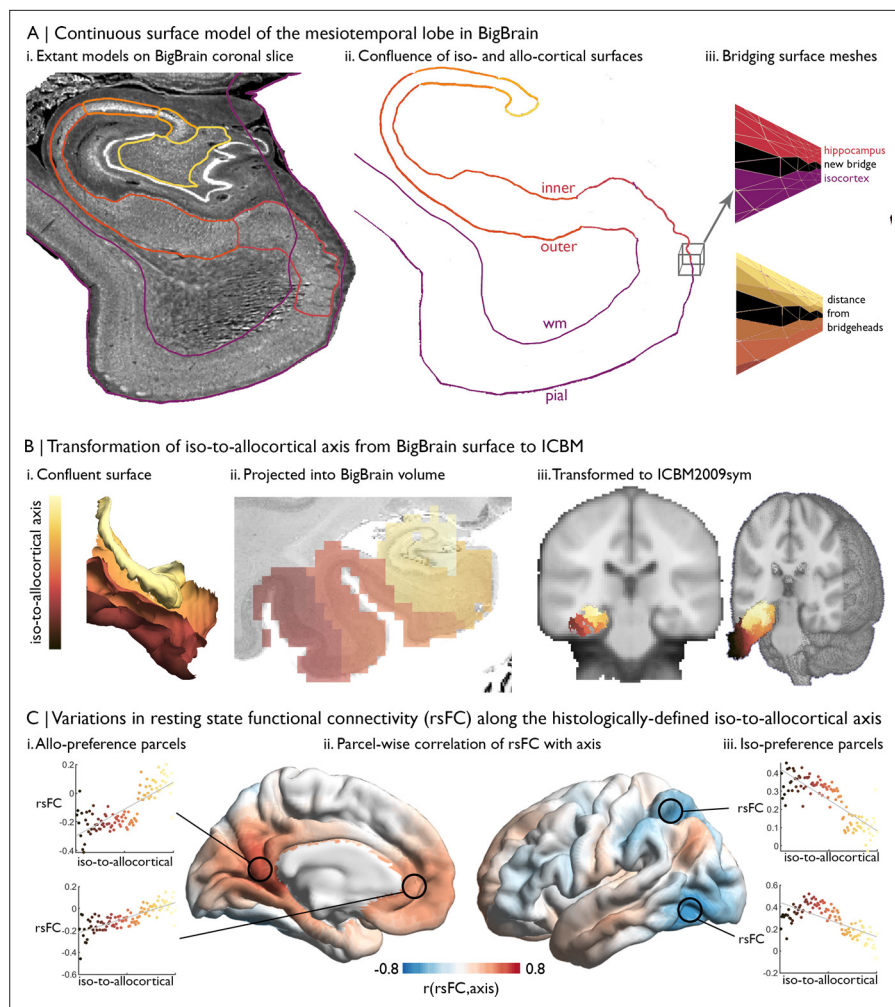 A | Continuous surface model of the mesiotemporal lobe in BigBrain
i. Extant models on BigBrain coronal slice
ii. Confluence of iso- and allo-cortical surfaces
iii. Bridging surface meshes
inner
outer
wm
pial
hippocampus
new bridge
isocortex
distance
from
bridgeheads
B | Transformation of iso-to-allocortical axis from BigBrain surface to ICBM
i. Confluent surface
ii. Projected into BigBrain volume
iii. Transformed to ICBM2009sym
iso-to-allocortical axis
C | Variations in resting state functional connectivity (rsFC) along the histologically-defined iso-to-allocortical axis
i. Allo-preference parcels
ii. Parcel-wise correlation of rsFC with axis
iii. Iso-preference parcels
0.2
0
rsFC
-0.2
-0.4
iso-to-allocortical
0.2
0
rsFC
-0.4
-0.6
iso-to-allocortical
-0.8
0.8
r(rsFC,axis)
0.4
0.3
rsFC
0.2
0.1
0
iso-to-allocortical
0.6
0.4
0.2
rsFC
0
-0.2
iso-to-allocortical